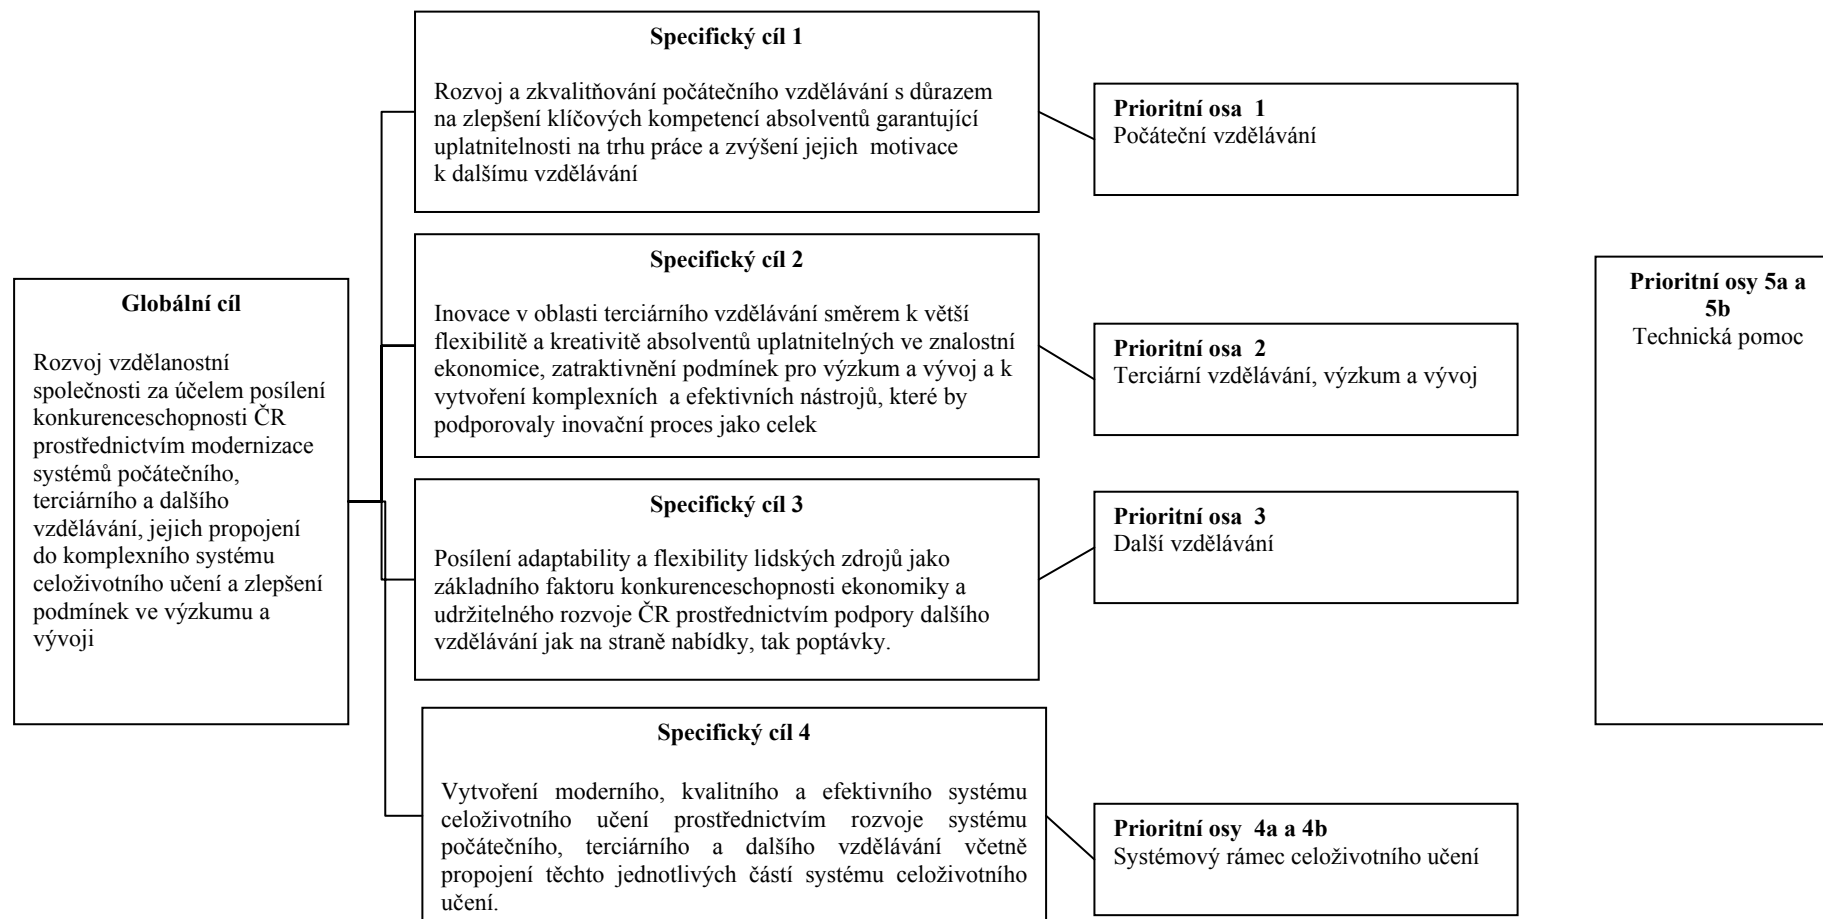 Globální cíl
Rozvoj vzdělanostní
společnosti za účelem posílení
konkurenceschopnosti ČR
prostřednictvím modernizace
systémů počátečního,
terciárního a dalšího
vzdělávání, jejich propojení
do komplexního systému
celoživotního učení a zlepšení
podmínek ve výzkumu a
vývoji
Specifický cíl 1
Rozvoj a zkvalitňování počátečního vzdělávání s důrazem
na zlepšení klíčových kompetencí absolventů garantující
uplatnitelnosti na trhu práce a zvýšení jejich motivace
k dalšímu vzdělávání
Prioritní osa 1
Počáteční vzdělávání
Specifický cíl 2
Inovace v oblasti terciárního vzdělávání směrem k větší
flexibilitě a kreativitě absolventů uplatnitelných ve znalostní
ekonomice, zatraktivnění podmínek pro výzkum a vývoj a k
vytvoření komplexních a efektivních nástrojů, které by
podporovaly inovační proces jako celek
Prioritní osa 2
Terciární vzdělávání, výzkum a vývoj
Specifický cíl 3
Posílení adaptability a flexibility lidských zdrojů jako
základního faktoru konkurenceschopnosti ekonomiky a
udržitelného rozvoje ČR prostřednictvím podpory dalšího
vzdělávání jak na straně nabídky, tak poptávky.
Prioritní osa 3
Další vzdělávání
Specifický cíl 4
Vytvoření moderního, kvalitního a efektivního systému
celoživotního učení prostřednictvím rozvoje systému
počátečního, terciárního a dalšího vzdělávání včetně
propojení těchto jednotlivých částí systému celoživotního
učení.
Prioritní osy 4a a 4b
Systémový rámec celoživotního učení
Prioritní osy 5a a
5b
Technická pomoc